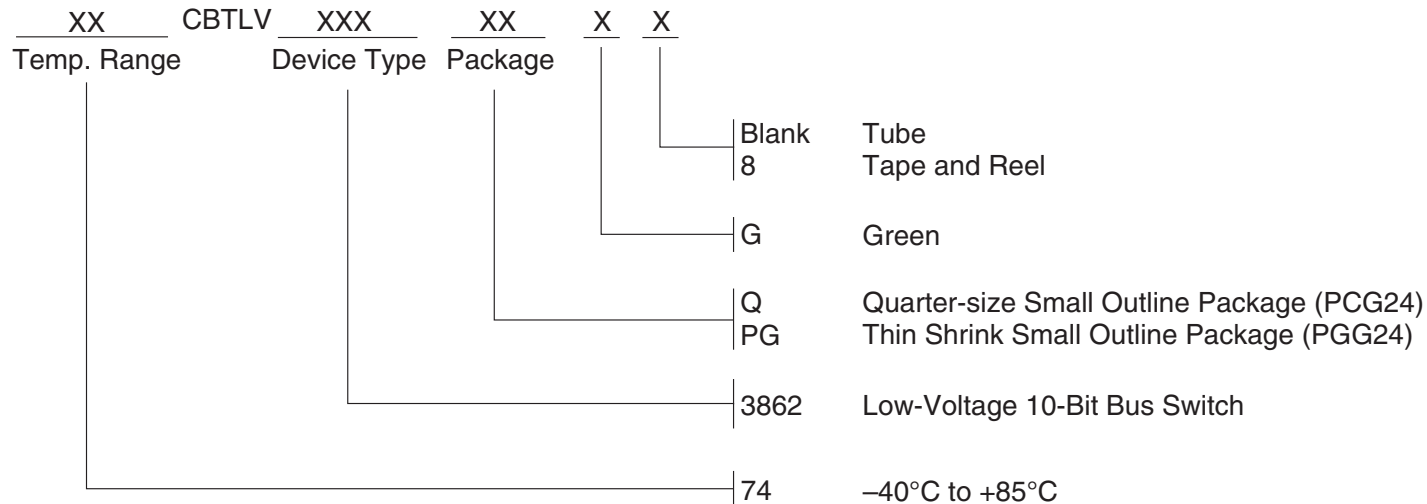 XX CBTLV XXX XX X X
Temp. Range Device Type Package
Blank Tube
8 Tape and Reel
G Green
Q Quarter-size Small Outline Package (PCG24)
PG Thin Shrink Small Outline Package (PGG24)
3862 Low-Voltage 10-Bit Bus Switch
74 –40°C to +85°C